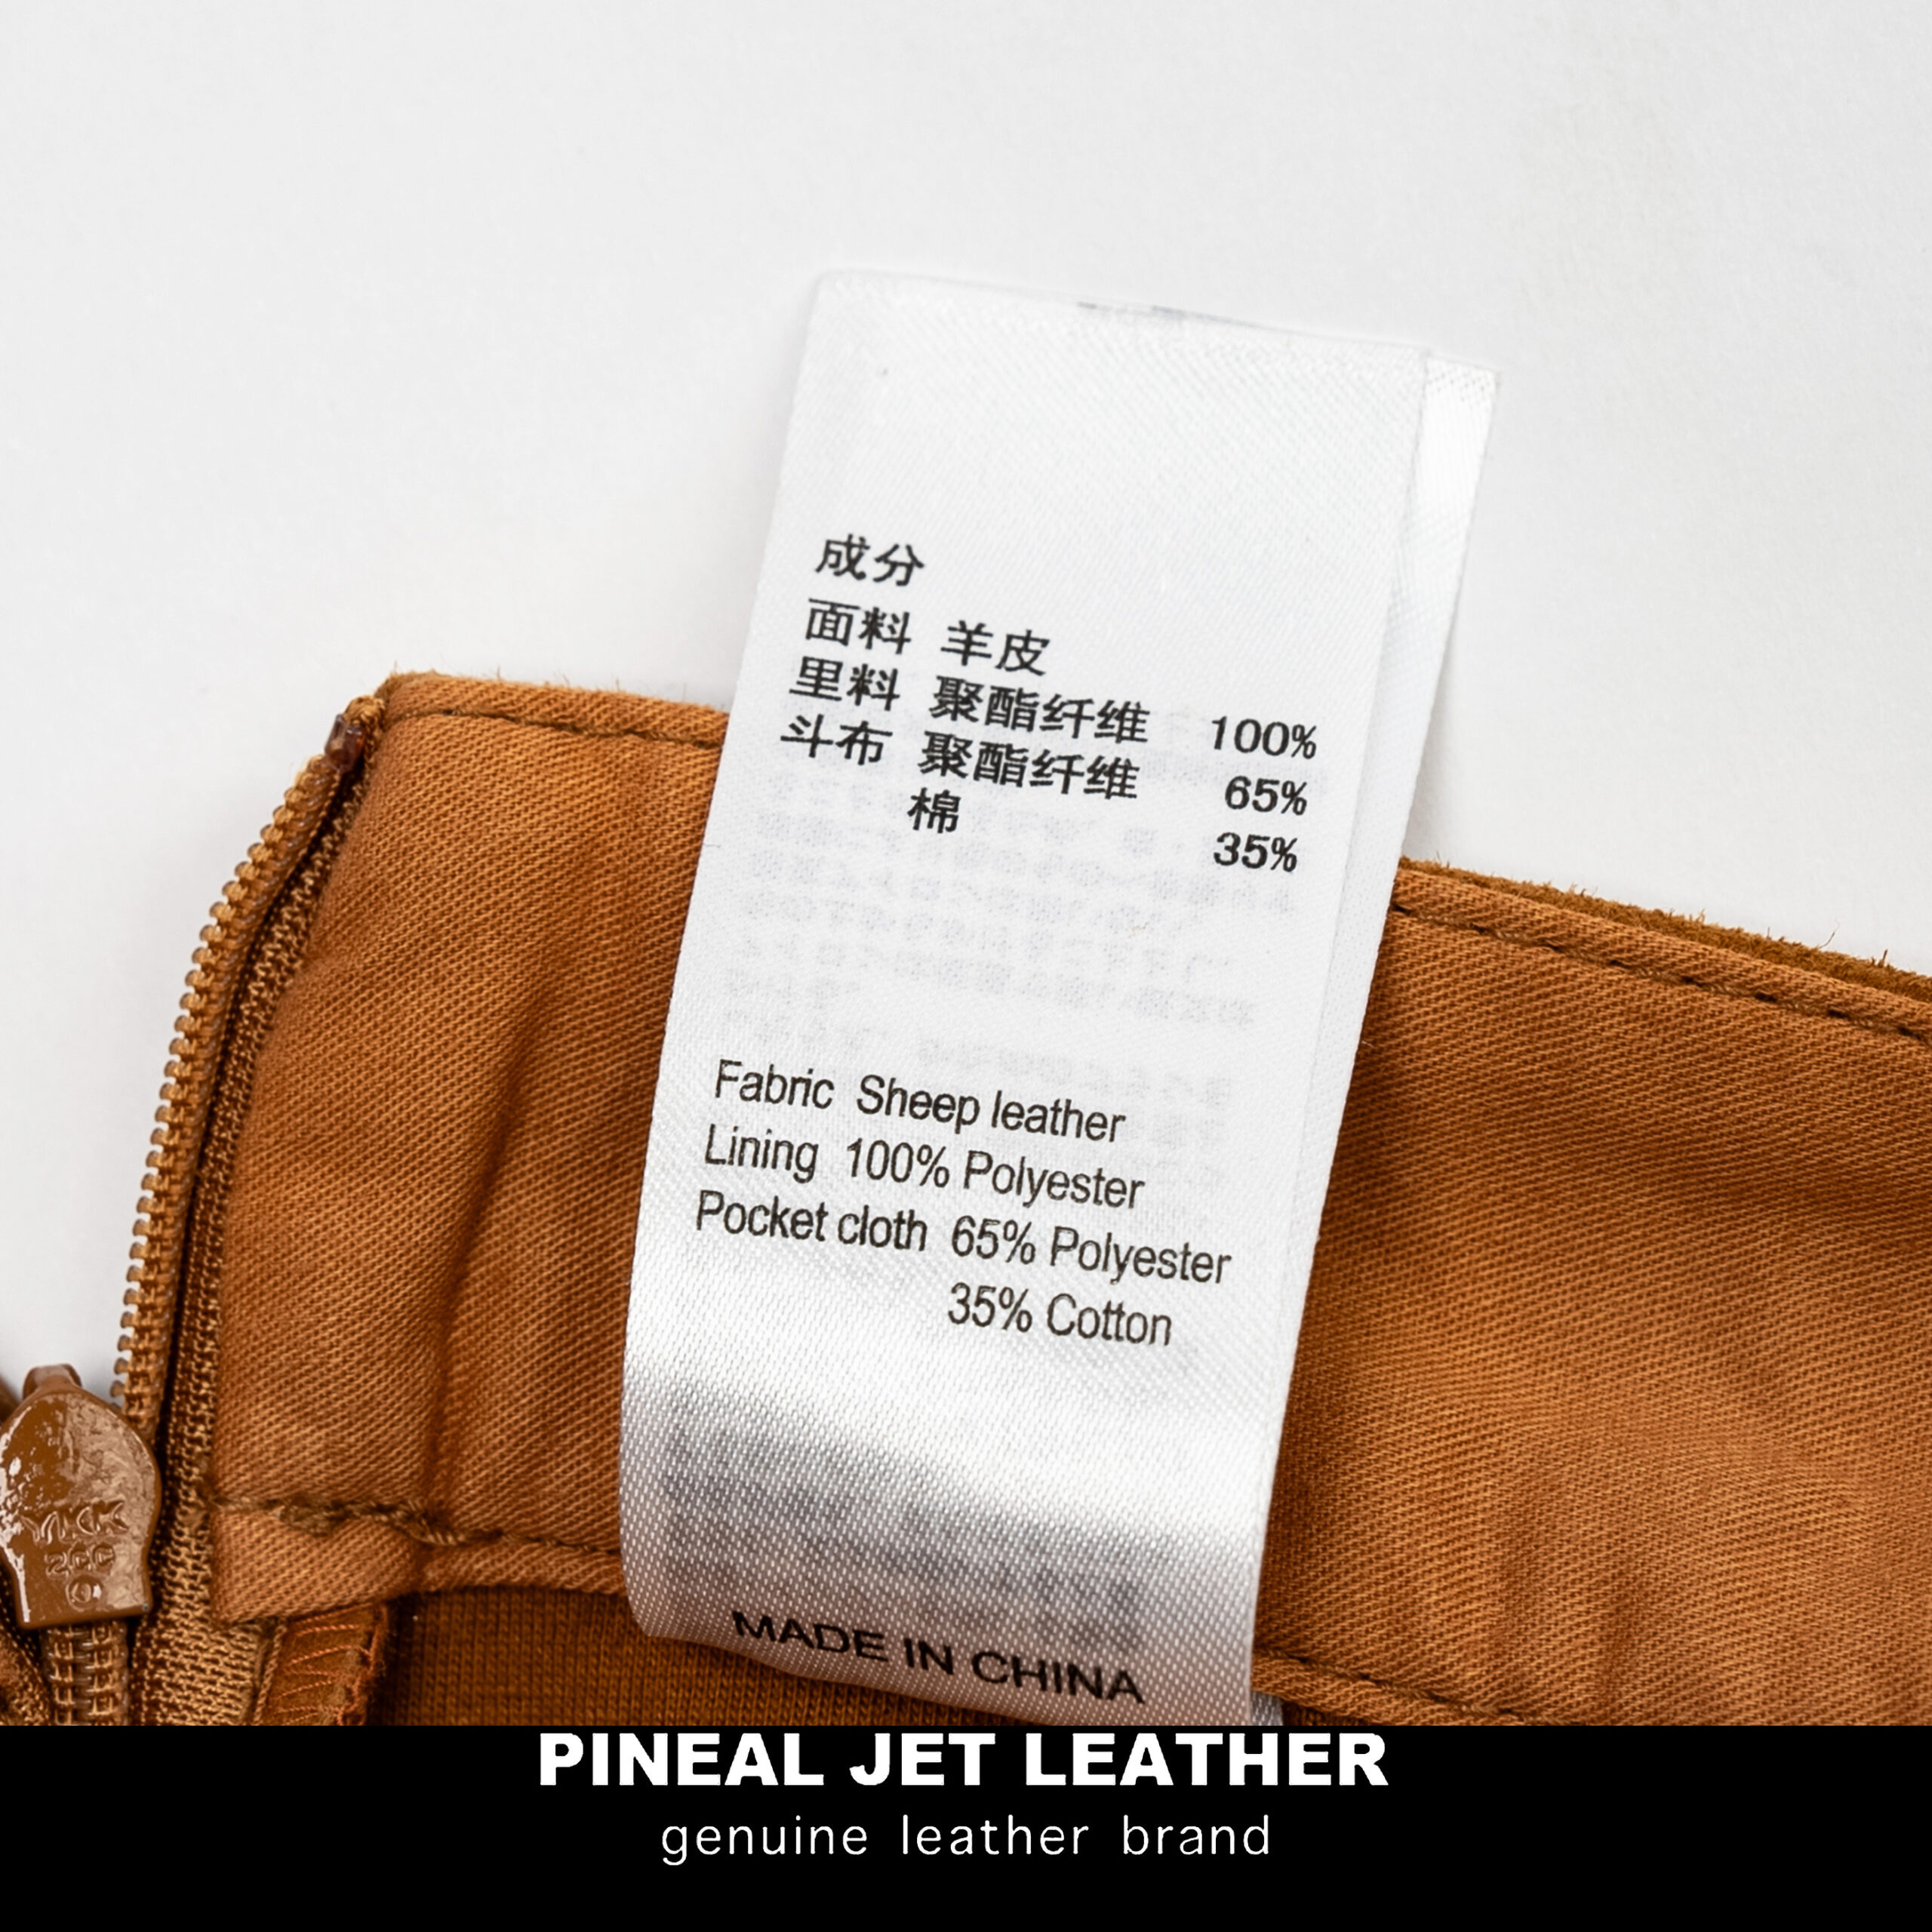 成分
面料 羊皮
里料 聚酯纤维 100%
斗布 聚酯纤维 65%
棉 35%
Fabric Sheep leather
Lining 100% Polyester
Pocket cloth 65% Polyester
35% Cotton
MADE IN CHINA
YKK
PINEAL JET LEATHER
genuine leather brand